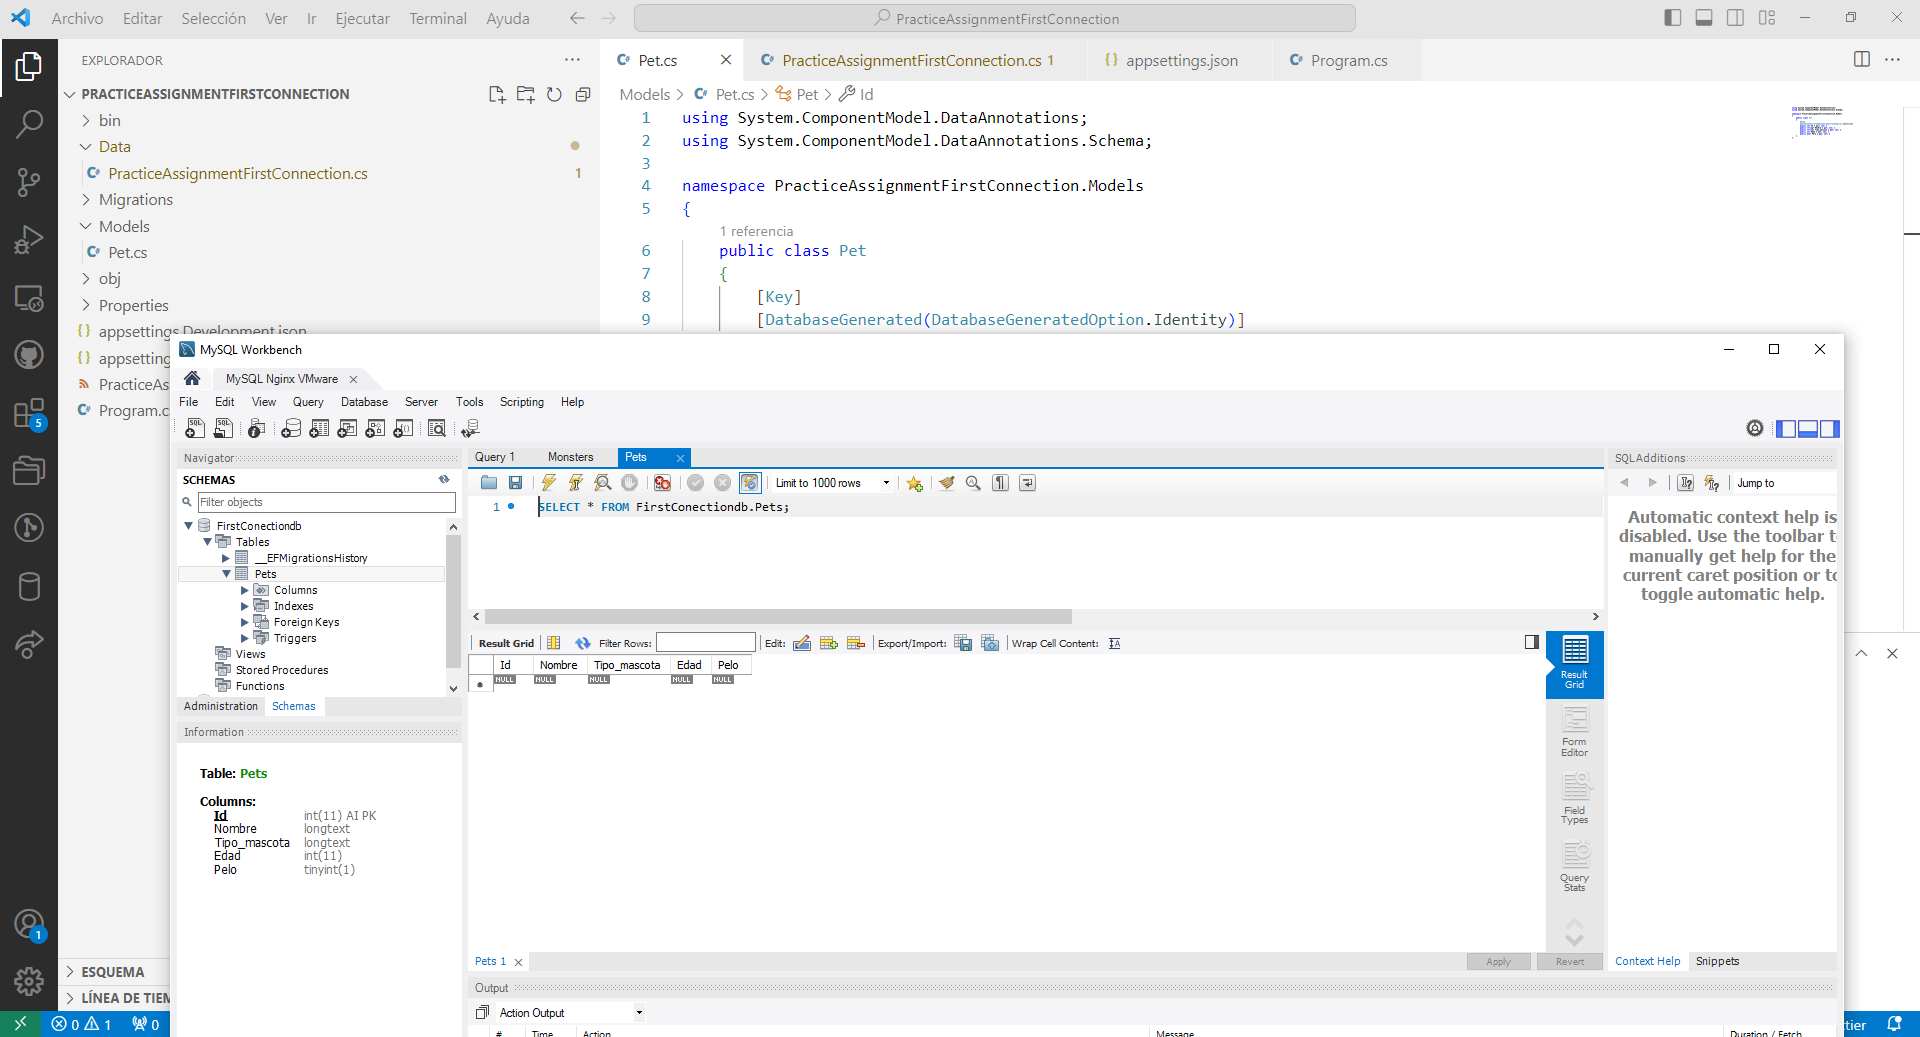 Archivo Editar Selección Ver Ir Ejecutar Terminal Ayuda PracticeAssignmentFirstConnection
EXPLORADOR
PRACTICEASSIGNMENTFIRSTCONNECTION
bin
Data
PracticeAssignmentFirstConnection.cs 1
Migrations
Models
Pet.cs
obj
Properties
appsettings.Development.json
appsetting
PracticeAs
Program.c
ESQUEMA
LÍNEA DE TIEM
5
1
0 1 0
Pet.cs PracticeAssignmentFirstConnection.cs 1 appsettings.json Program.cs
Models > Pet.cs > Pet > Id
1 using System.ComponentModel.DataAnnotations;
2 using System.ComponentModel.DataAnnotations.Schema;
3
4 namespace PracticeAssignmentFirstConnection.Models
5 {
1 referencia
6 public class Pet
7 {
8 [Key]
9 [DatabaseGenerated(DatabaseGeneratedOption.Identity)]
MySQL Workbench
MySQL Nginx VMware
File Edit View Query Database Server Tools Scripting Help
Navigator
SCHEMAS
Filter objects
FirstConectiondb
Tables
__EFMigrationsHistory
Pets
Columns
Indexes
Foreign Keys
Triggers
Views
Stored Procedures
Functions
Administration Schemas
Information
Table: Pets
Columns:
Id int(11) AI PK
Nombre longtext
Tipo_mascota longtext
Edad int(11)
Pelo tinyint(1)
Query 1 Monsters Pets
Limit to 1000 rows
1 SELECT * FROM FirstConectiondb.Pets;
Result Grid Filter Rows: Edit: Export/Import: Wrap Cell Content:
Id Nombre Tipo_mascota Edad Pelo
NULL NULL NULL NULL NULL
Result Grid
Form Editor
Field Types
Query Stats
Pets 1 Apply Revert
Output
Action Output
# Time Action Message Duration / Fetch
SQLAdditions
Jump to
Automatic context help is
disabled. Use the toolbar t
manually get help for the
current caret position or to
toggle automatic help.
Context Help Snippets
ttier